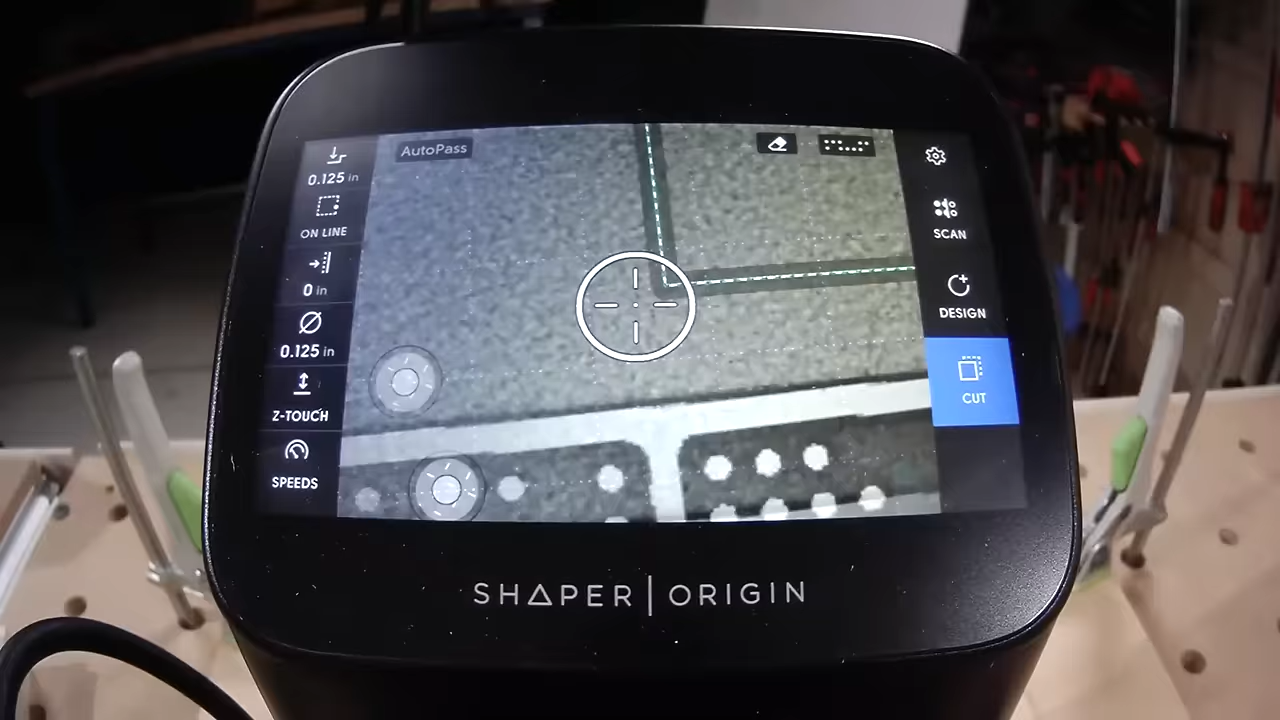 AutoPass
0.125 in
ON LINE
0 in
0.125 in
Z-TOUCH
SPEEDS
SCAN
DESIGN
CUT
SHAPER | ORIGIN